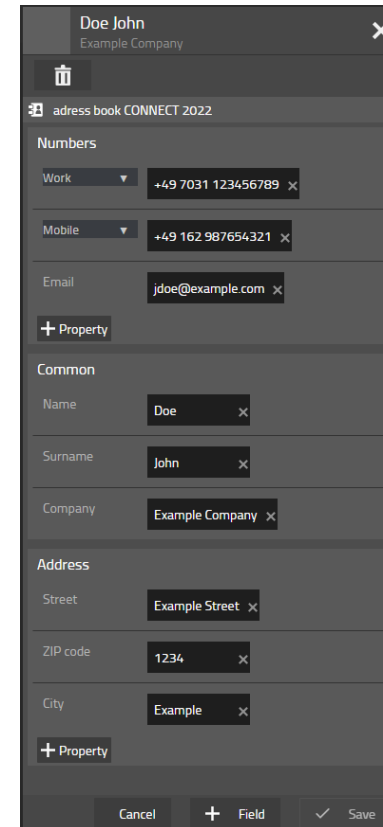 Doe John
Example Company
adress book CONNECT 2022
Numbers
Work +49 7031 123456789
Mobile +49 162 987654321
Email jdoe@example.com
+ Property
Common
Name Doe
Surname John
Company Example Company
Address
Street Example Street
ZIP code 1234
City Example
+ Property
Cancel + Field Save